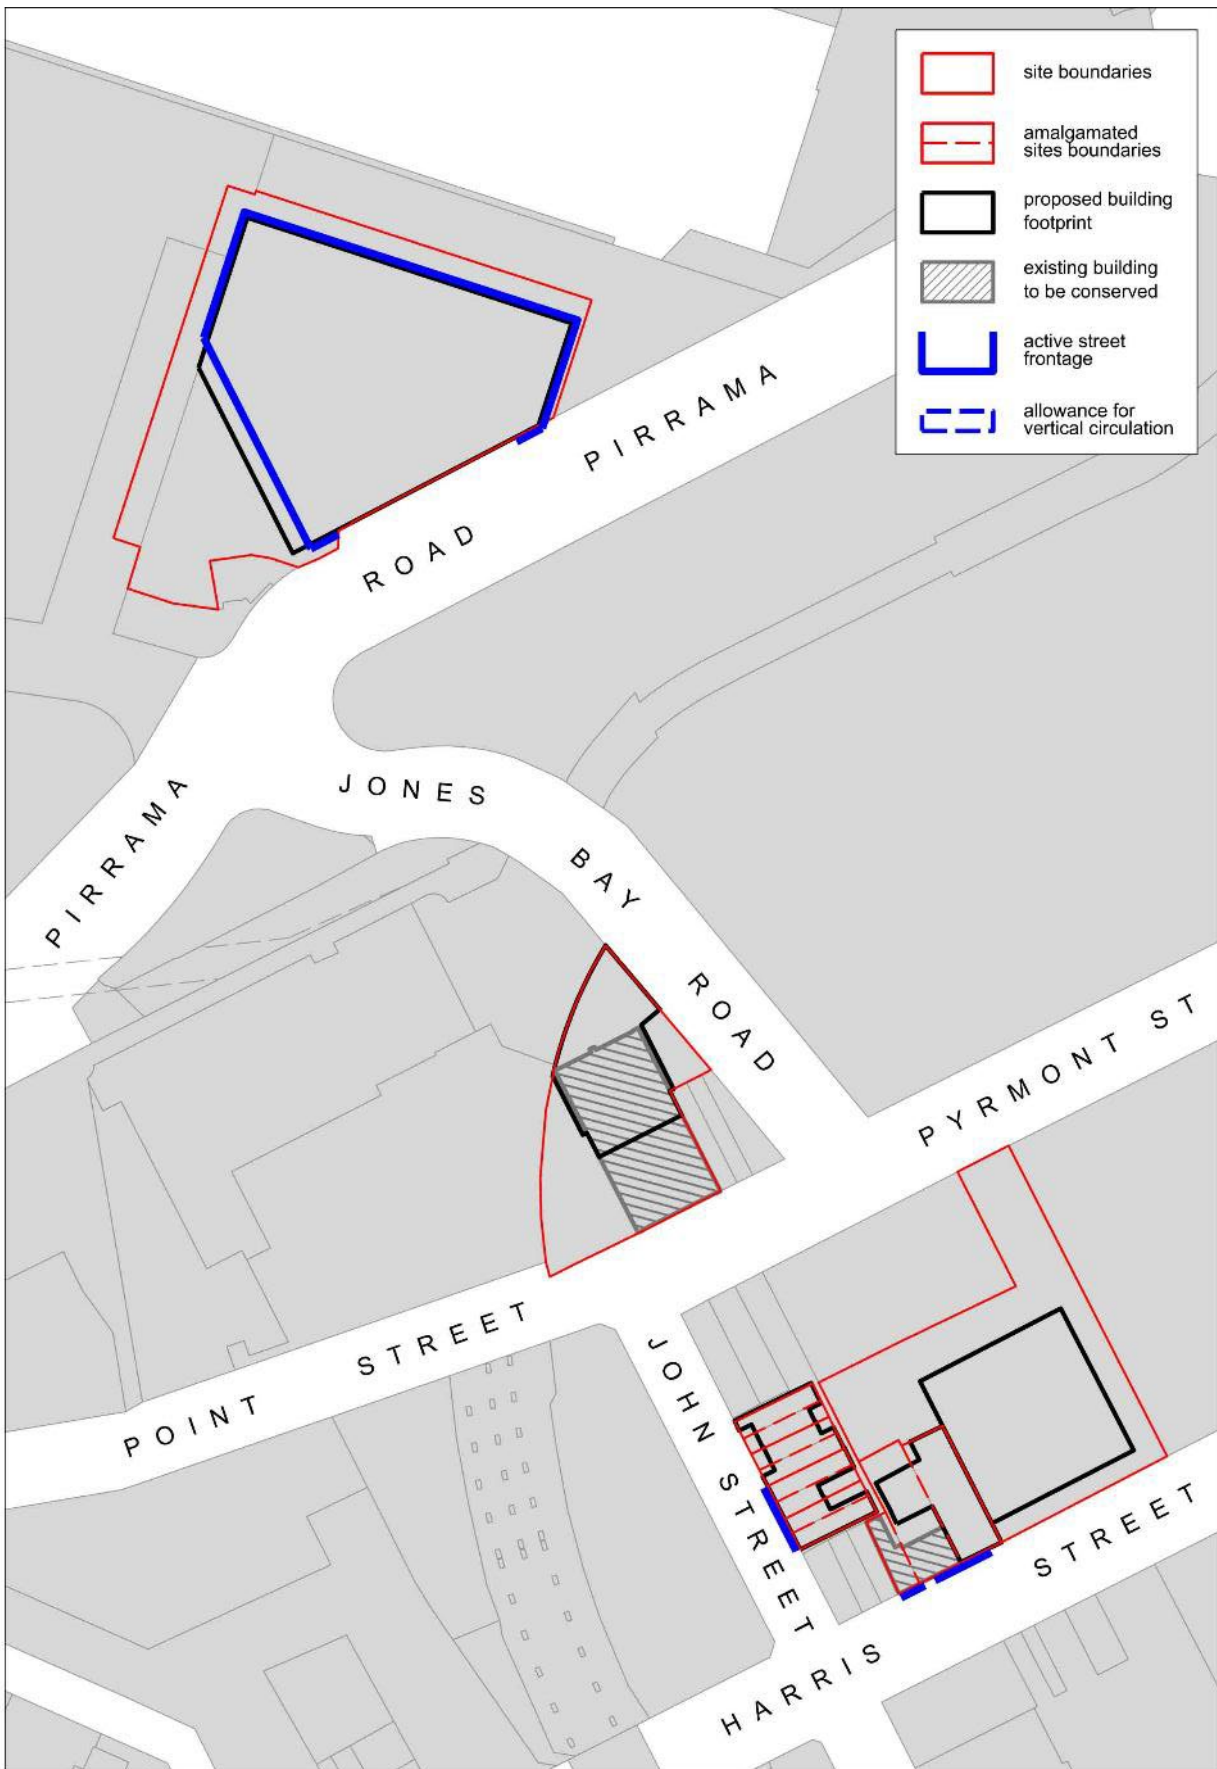 site boundaries
amalgamated
sites boundaries
proposed building
footprint
existing building
to be conserved
active street
frontage
allowance for
vertical circulation
PIRRAMA
ROAD
PIRRAMA
JONES
BAY
ROAD
PYRMONT ST
POINT STREET
JOHN STREET
HARRIS STREET